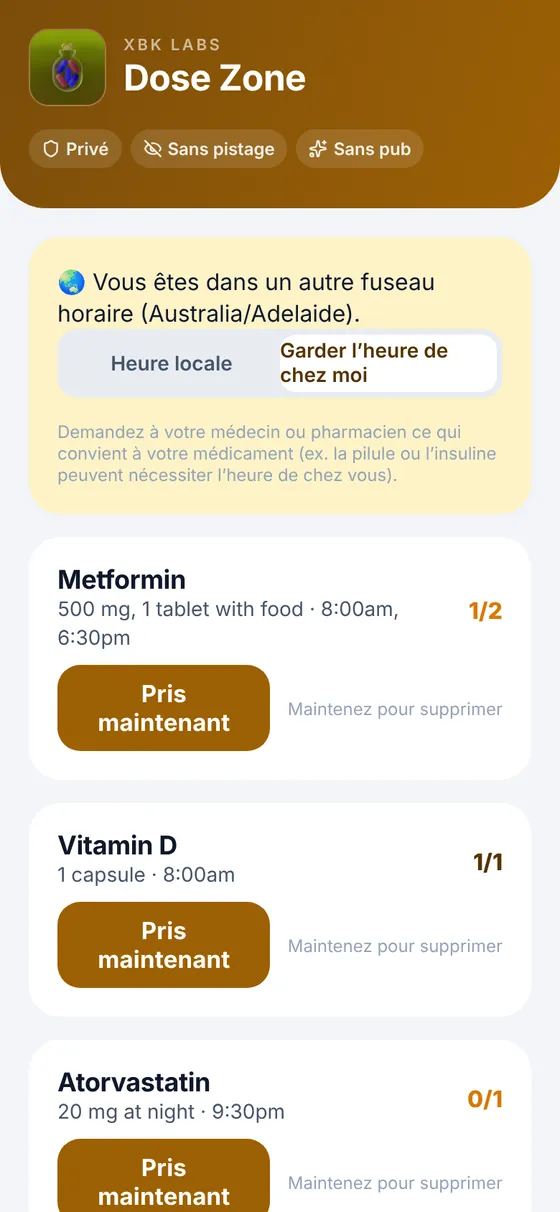 XBK LABS
Dose Zone
Privé
Sans pistage
Sans pub
🌏 Vous êtes dans un autre fuseau
horaire (Australia/Adelaide).
Heure locale
Garder l’heure de
chez moi
Demandez à votre médecin ou pharmacien ce qui
convient à votre médicament (ex. la pilule ou l’insuline
peuvent nécessiter l’heure de chez vous).
Metformin
500 mg, 1 tablet with food · 8:00am,
6:30pm
1/2
Pris
maintenant
Maintenez pour supprimer
Vitamin D
1 capsule · 8:00am
1/1
Pris
maintenant
Maintenez pour supprimer
Atorvastatin
20 mg at night · 9:30pm
0/1
Pris
maintenant
Maintenez pour supprimer